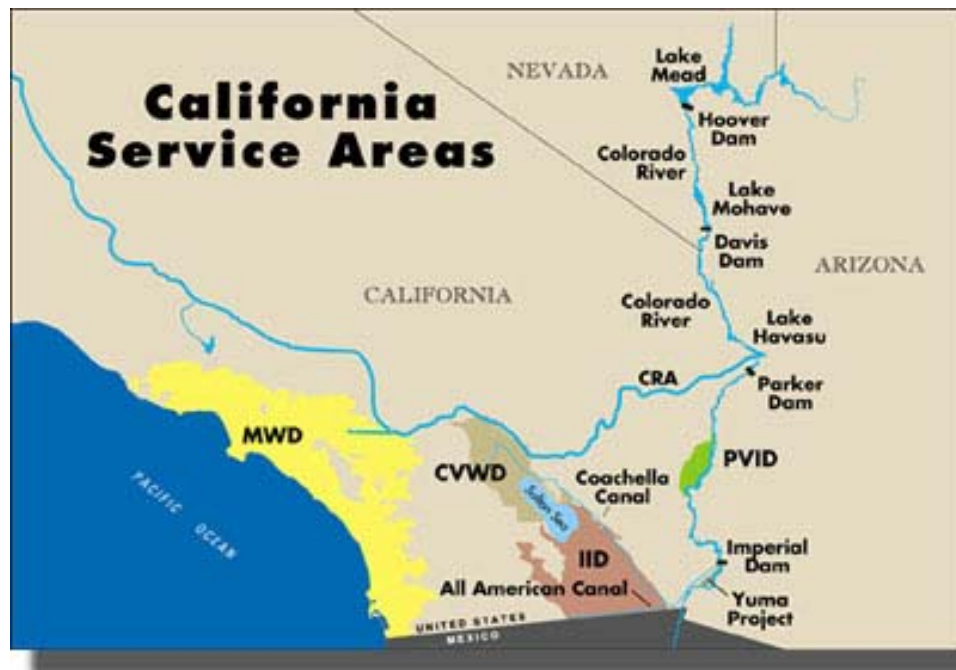 California
Service Areas
NEVADA
Lake
Mead
Hoover
Dam
Colorado
River
Lake
Mohave
Davis
Dam
ARIZONA
CALIFORNIA
Colorado
River
Lake
Havasu
CRA
Parker
Dam
MWD
CVWD
PVID
Coachella
Canal
Salton Sea
PACIFIC OCEAN
IID
Imperial
Dam
All American Canal
Yuma
Project
UNITED STATES
MEXICO